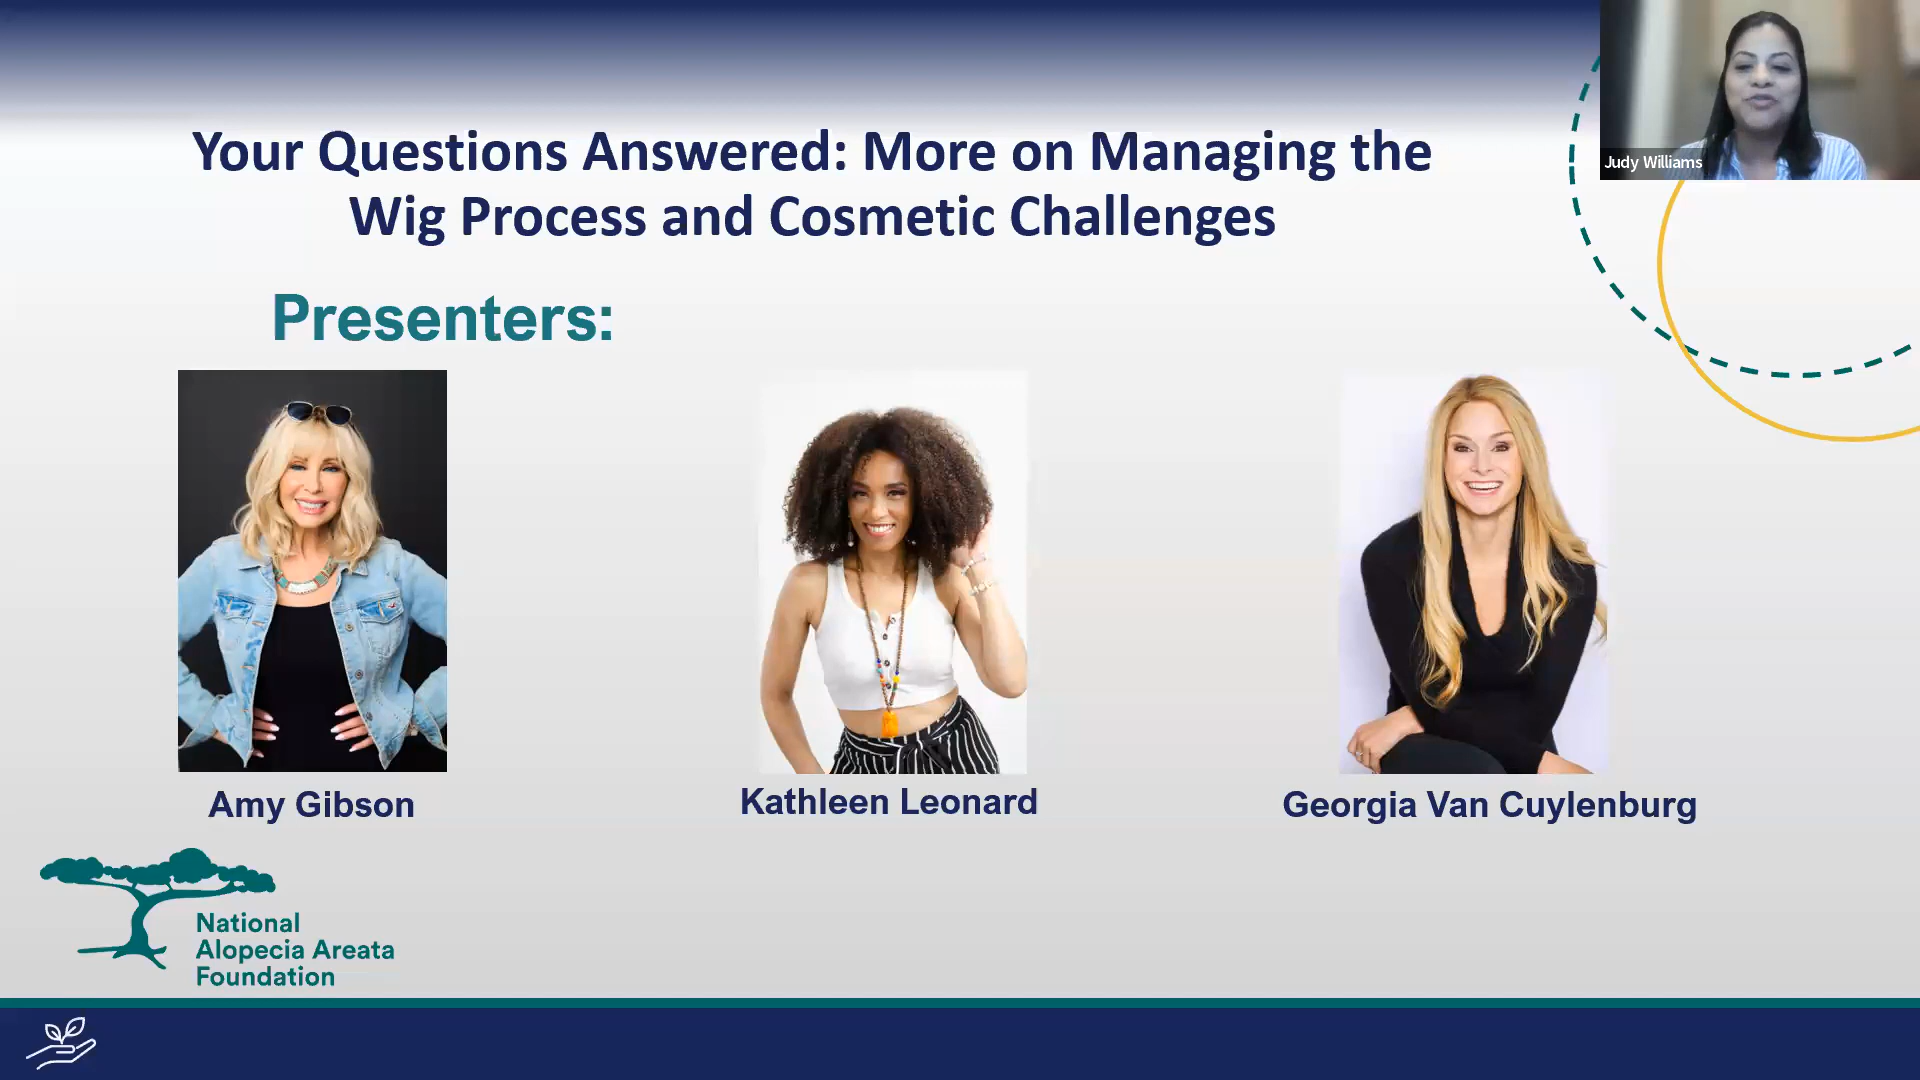 Your Questions Answered: More on Managing the
Wig Process and Cosmetic Challenges
Judy Williams
Presenters:
Amy Gibson
Kathleen Leonard
Georgia Van Cuylenburg
National
Alopecia Areata
Foundation